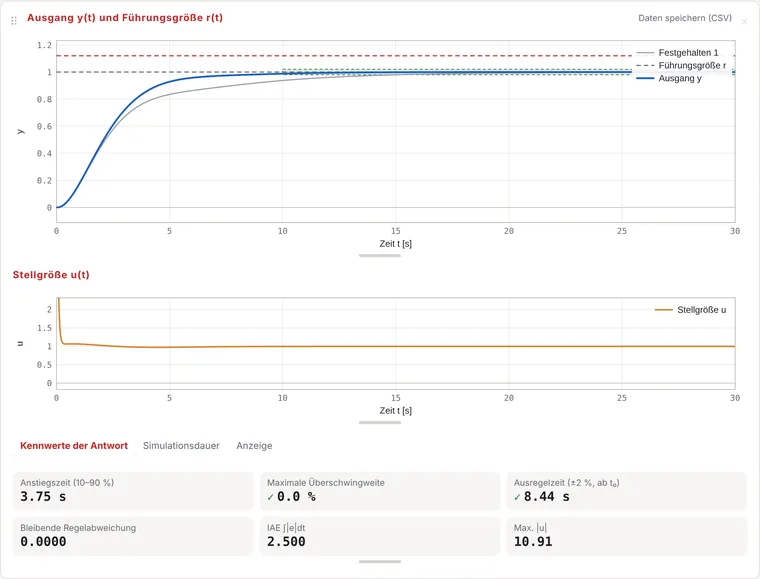 Ausgang y(t) und Führungsgröße r(t)
Daten speichern (CSV) ×
1.2
1
0.8
0.6
0.4
0.2
0
y
Festgehalten 1
Führungsgröße r
Ausgang y
0 5 10 15 20 25 30
Zeit t [s]
Stellgröße u(t)
2
1.5
1
0.5
0
u
Stellgröße u
0 5 10 15 20 25 30
Zeit t [s]
Kennwerte der Antwort Simulationsdauer Anzeige
Anstiegszeit (10–90 %)
3.75 s
Maximale Überschwingweite
✓ 0.0 %
Ausregelzeit (±2 %, ab t₀)
✓ 8.44 s
Bleibende Regelabweichung
0.0000
IAE ∫|e|dt
2.500
Max. |u|
10.91